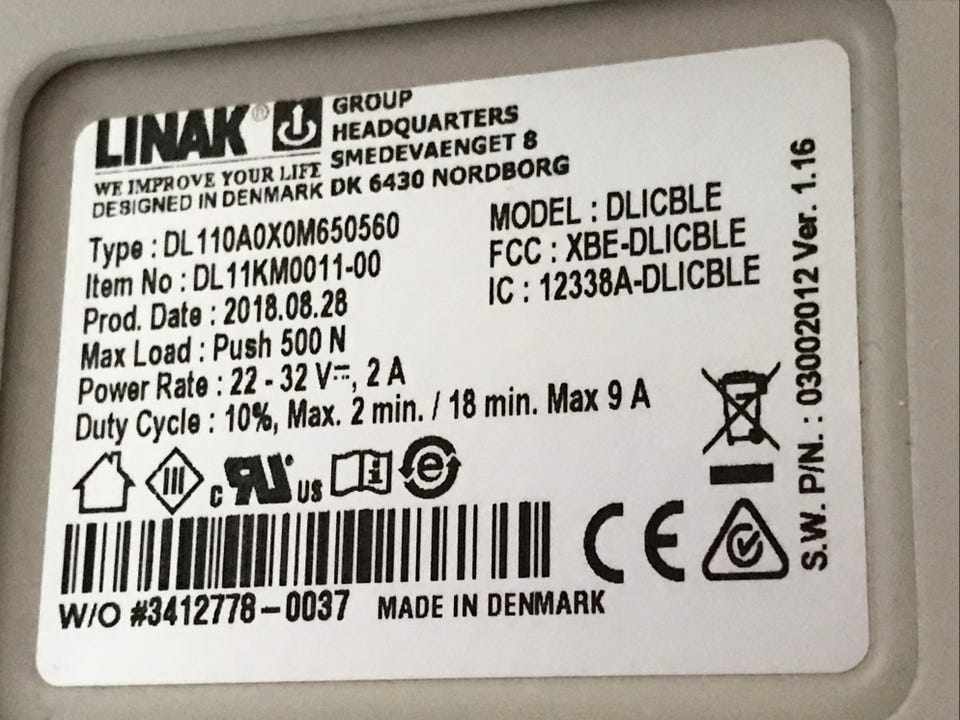 LINAK®
GROUP
HEADQUARTERS
SMEDEVAENGET 8
DK 6430 NORDBORG
WE IMPROVE YOUR LIFE
DESIGNED IN DENMARK
Type : DL110A0X0M650560
Item No : DL11KM0011-00
Prod. Date : 2018.08.28
Max Load : Push 500 N
Power Rate : 22 - 32 V⎓, 2 A
Duty Cycle : 10%, Max. 2 min. / 18 min. Max 9 A
MODEL : DLICBLE
FCC : XBE-DLICBLE
IC : 12338A-DLICBLE
III
c RU US
i
e
CE
W/O #3412778-0037 MADE IN DENMARK
S.W. P/N. : 03002012 Ver. 1.16